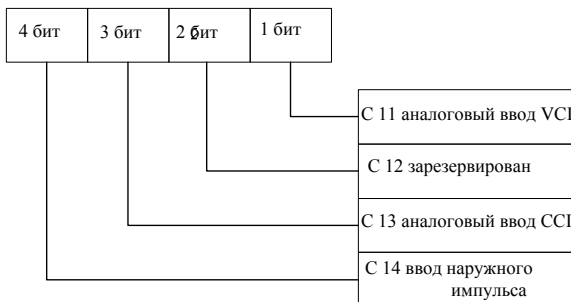 4 бит 3 бит 2 бит 1 бит
С 11 аналоговый ввод VCI
С 12 зарезервирован
С 13 аналоговый ввод CCI
С 14 ввод наружного
импульса